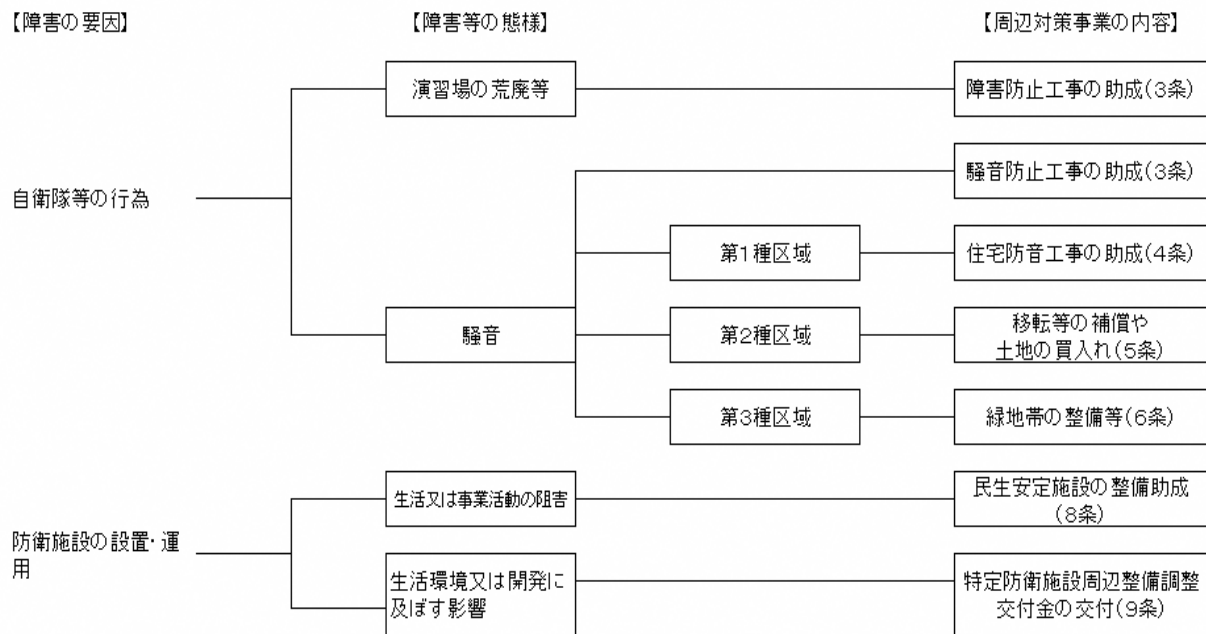 【障害の要因】
【障害等の態様】
【周辺対策事業の内容】
演習場の荒廃等
障害防止工事の助成(3条)
自衛隊等の行為
騒音防止工事の助成(3条)
第1種区域
住宅防音工事の助成(4条)
騒音
第2種区域
移転等の補償や
土地の買入れ(5条)
第3種区域
緑地帯の整備等(6条)
防衛施設の設置・運
用
生活又は事業活動の阻害
民生安定施設の整備助成
(8条)
生活環境又は開発に
及ぼす影響
特定防衛施設周辺整備調整
交付金の交付(9条)